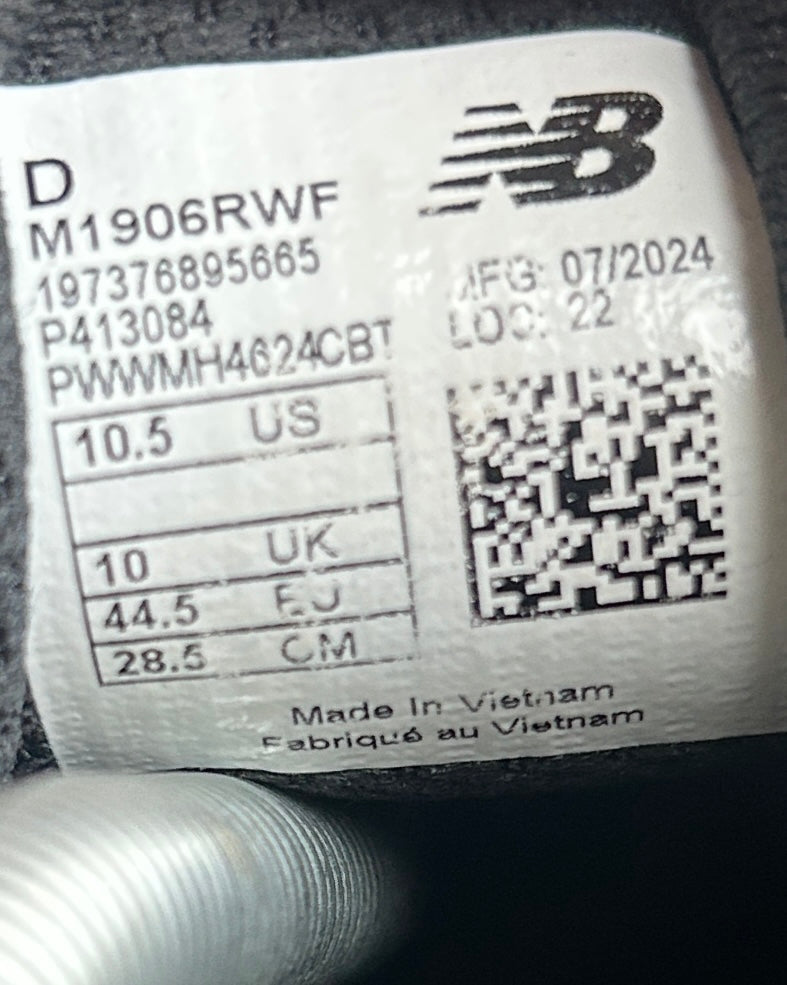 NB
D
M1906RWF
197376895665
P413084
PWWMH4624CBT
MFG: 07/2024
LOC: 22
10.5 US
10 UK
44.5 EU
28.5 CM
Made In Vietnam
Fabriqué au Vietnam